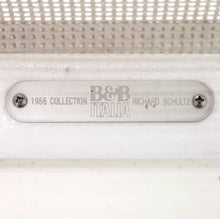 1966 COLLECTION B&B ITALIA RICHARD SCHULTZ